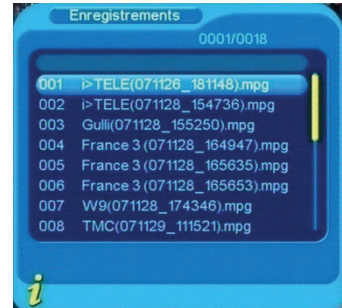 Enregistrements
0001/0018
001 i>TELE(071126_181148).mpg
002 i>TELE(071128_154736).mpg
003 Gulli(071128_155250).mpg
004 France 3 (071128_164947).mpg
005 France 3 (071128_165635).mpg
006 France 3 (071128_165653).mpg
007 W9(071128_174346).mpg
008 TMC(071129_111521).mpg
i